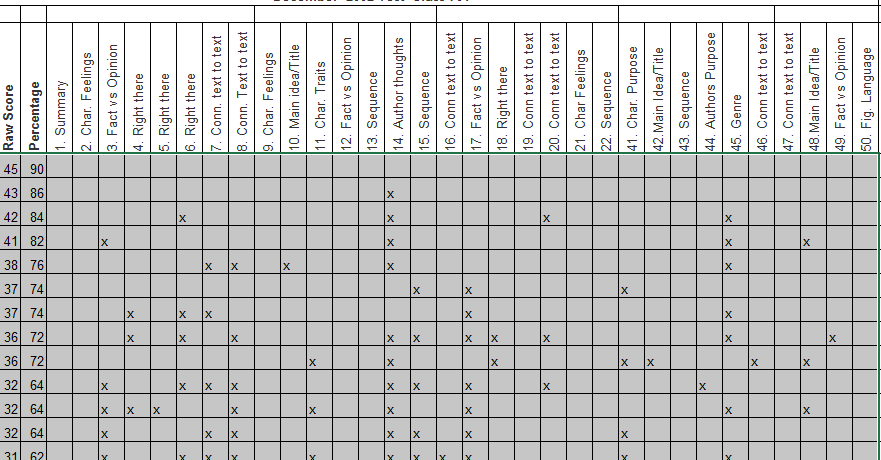 Raw Score
Percentage
1. Summary
2. Char. Feelings
3. Fact vs Opinion
4. Right there
5. Right there
6. Right there
7. Conn. text to text
8. Conn. Text to text
9. Char. Feelings
10. Main idea/Title
11. Char. Traits
12. Fact vs Opinion
13. Sequence
14. Author thoughts
15. Sequence
16. Conn text to text
17. Fact vs Opinion
18. Right there
19. Conn text to text
20. Conn text to text
21. Char Feelings
22. Sequence
41. Char. Purpose
42.Main Idea/Title
43. Sequence
44. Authors Purpose
45. Genre
46. Conn text to text
47. Conn text to text
48.Main Idea/Title
49. Fact vs Opinion
50. Fig. Language
45 90
43 86 x
42 84 x x x x
41 82 x x x x
38 76 x x x x x
37 74 x x x
37 74 x x x x x
36 72 x x x x x x x x x x
36 72 x x x x x x x
32 64 x x x x x x x x x
32 64 x x x x x x x x x
32 64 x x x x x x x
31 62 x x x x x x x x x x x x